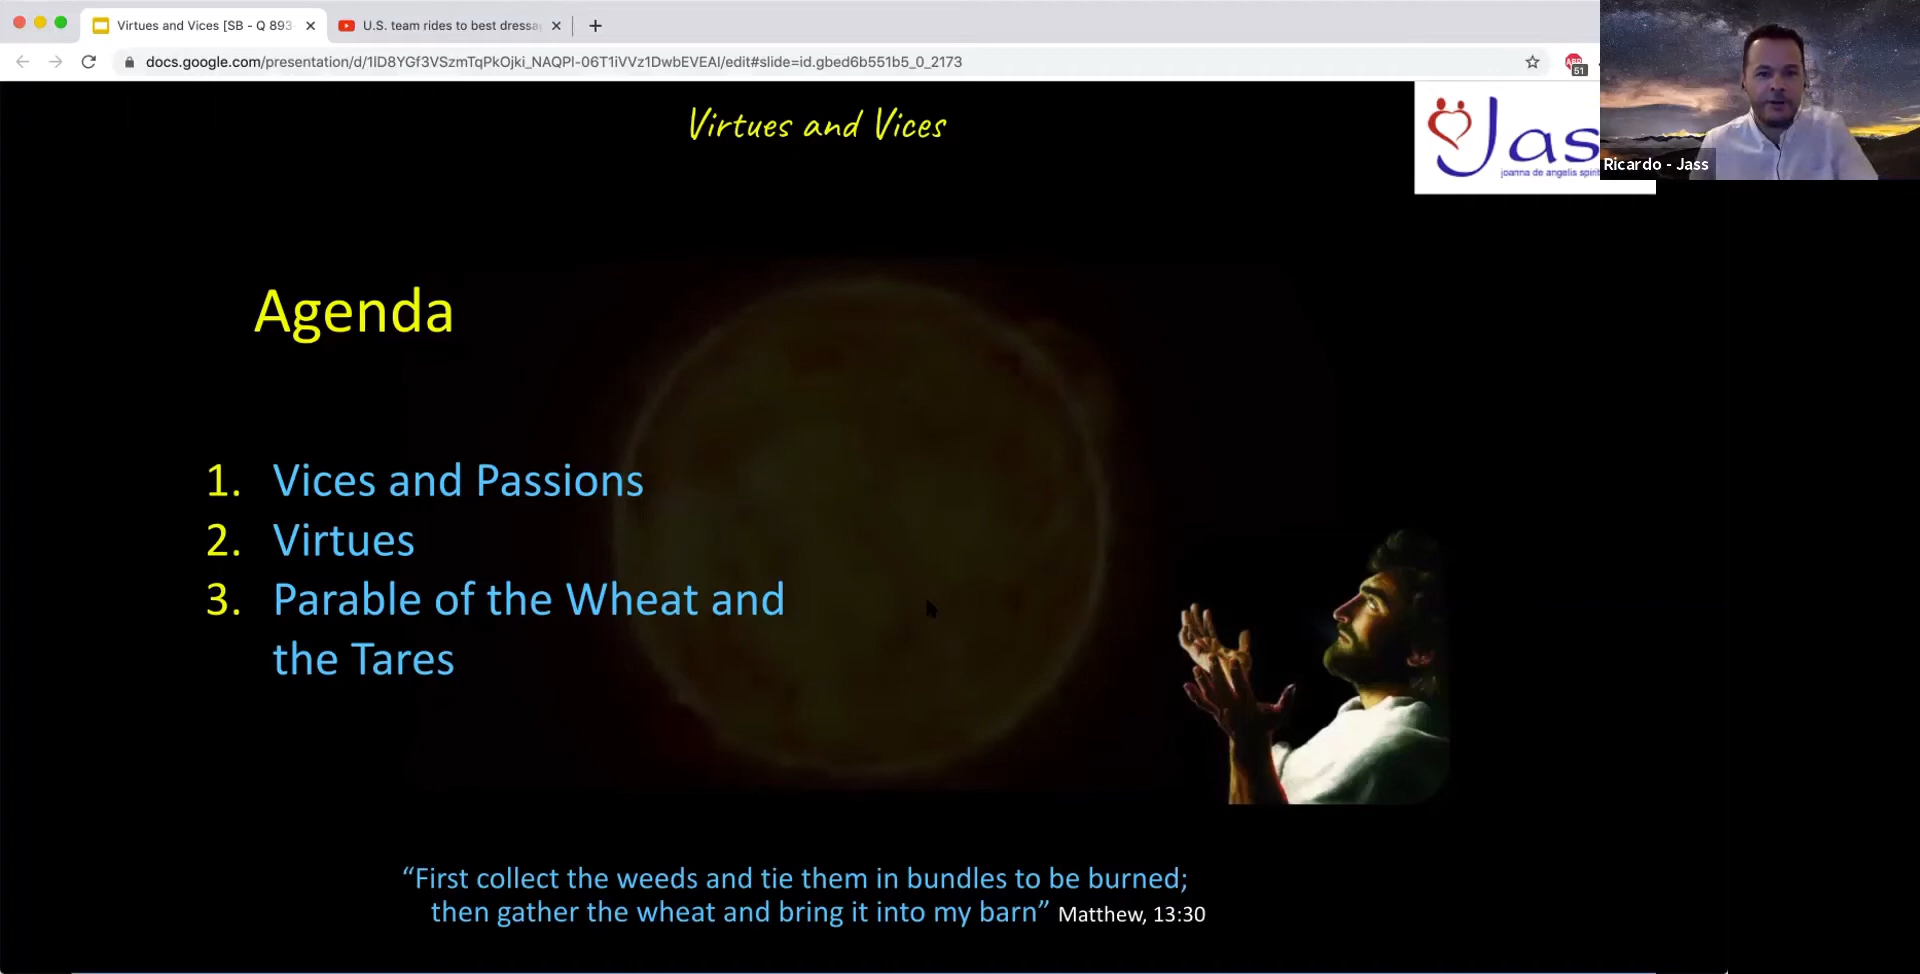 Virtues and Vices [SB - Q 893
U.S. team rides to best dressa
docs.google.com/presentation/d/1lD8YGf3VSzmTqPkOjki_NAQPI-06T1iVVz1DwbEVEAI/edit#slide=id.gbed6b551b5_0_2173
51
Virtues and Vices
Jas
joanna de angelis spiri
Ricardo - Jass
Agenda
1. Vices and Passions
2. Virtues
3. Parable of the Wheat and
the Tares
“First collect the weeds and tie them in bundles to be burned;
then gather the wheat and bring it into my barn” Matthew, 13:30